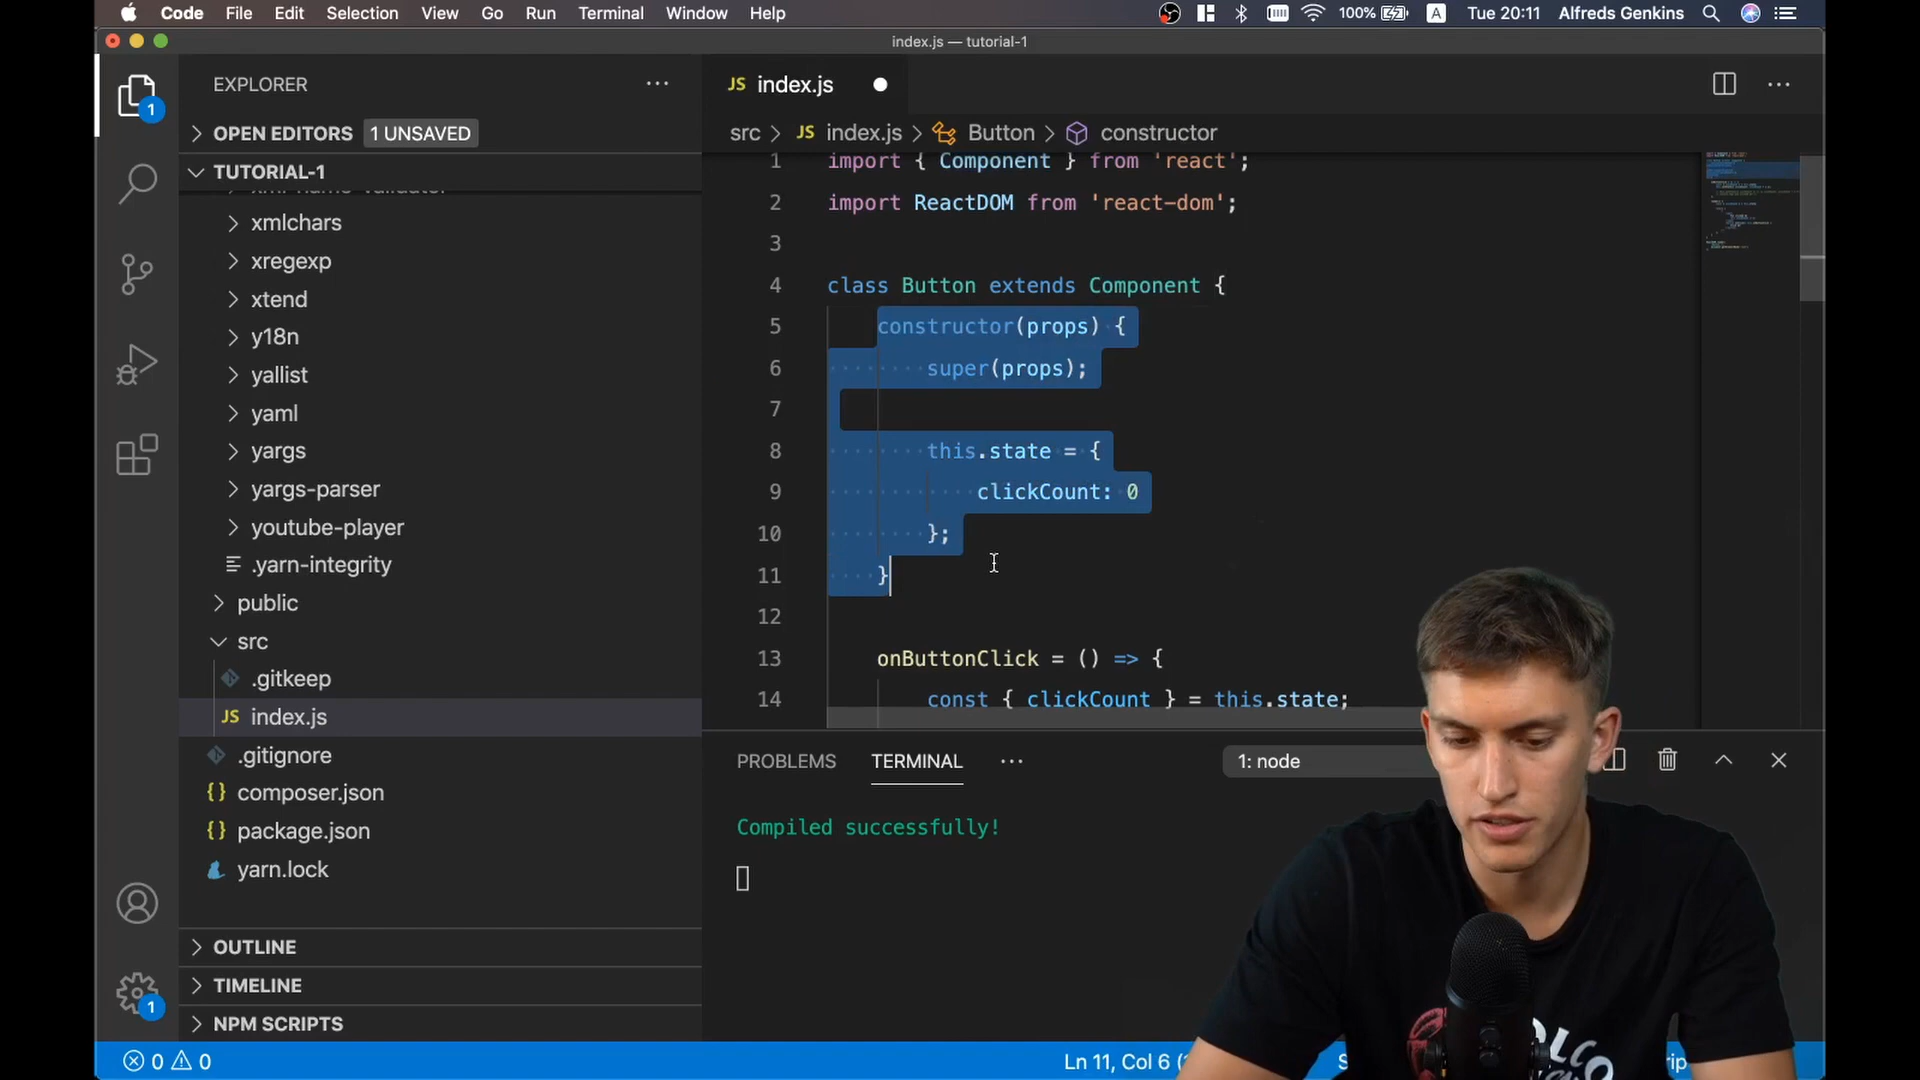 Code File Edit Selection View Go Run Terminal Window Help 100% A Tue 20:11 Alfreds Genkins
index.js — tutorial-1
EXPLORER
1
OPEN EDITORS 1 UNSAVED
TUTORIAL-1
xml-name-validator
xmlchars
xregexp
xtend
y18n
yallist
yaml
yargs
yargs-parser
youtube-player
.yarn-integrity
public
src
.gitkeep
JS index.js
.gitignore
{} composer.json
{} package.json
yarn.lock
OUTLINE
TIMELINE
NPM SCRIPTS
1
JS index.js
src > JS index.js > Button > constructor
1 import { Component } from 'react';
2 import ReactDOM from 'react-dom';
3
4 class Button extends Component {
5 constructor(props) {
6 super(props);
7
8 this.state = {
9 clickCount: 0
10 };
11 }
12
13 onButtonClick = () => {
14 const { clickCount } = this.state;
PROBLEMS TERMINAL 1: node
Compiled successfully!
0 0 Ln 11, Col 6